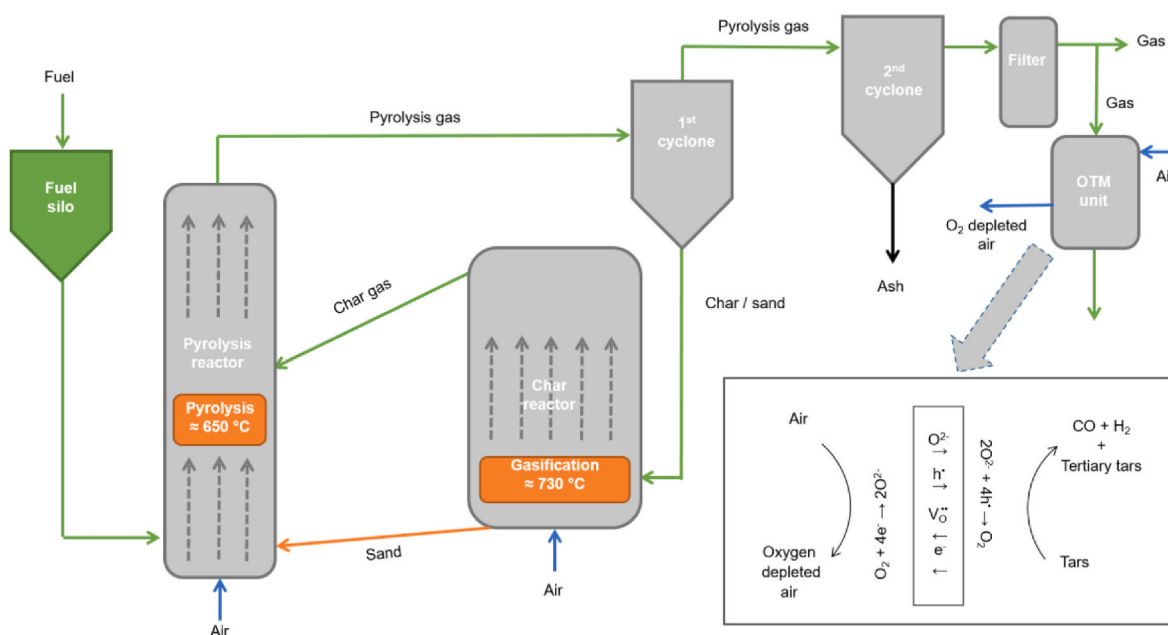 Fuel
Fuel
silo
Pyrolysis gas
Pyrolysis
reactor
Pyrolysis
≈ 650 °C
Air
Char gas
Sand
Char
reactor
Gasification
≈ 730 °C
Air
1st
cyclone
Char / sand
Pyrolysis gas
2nd
cyclone
Ash
Filter
Gas
Gas
OTM
unit
Ai
O2 depleted
air
Air
Oxygen
depleted
air
O2 + 4e- → 2O2-
O2-
→
h•
→
VO••
←
e-
←
2O2- + 4h• → O2
CO + H2
+
Tertiary tars
Tars